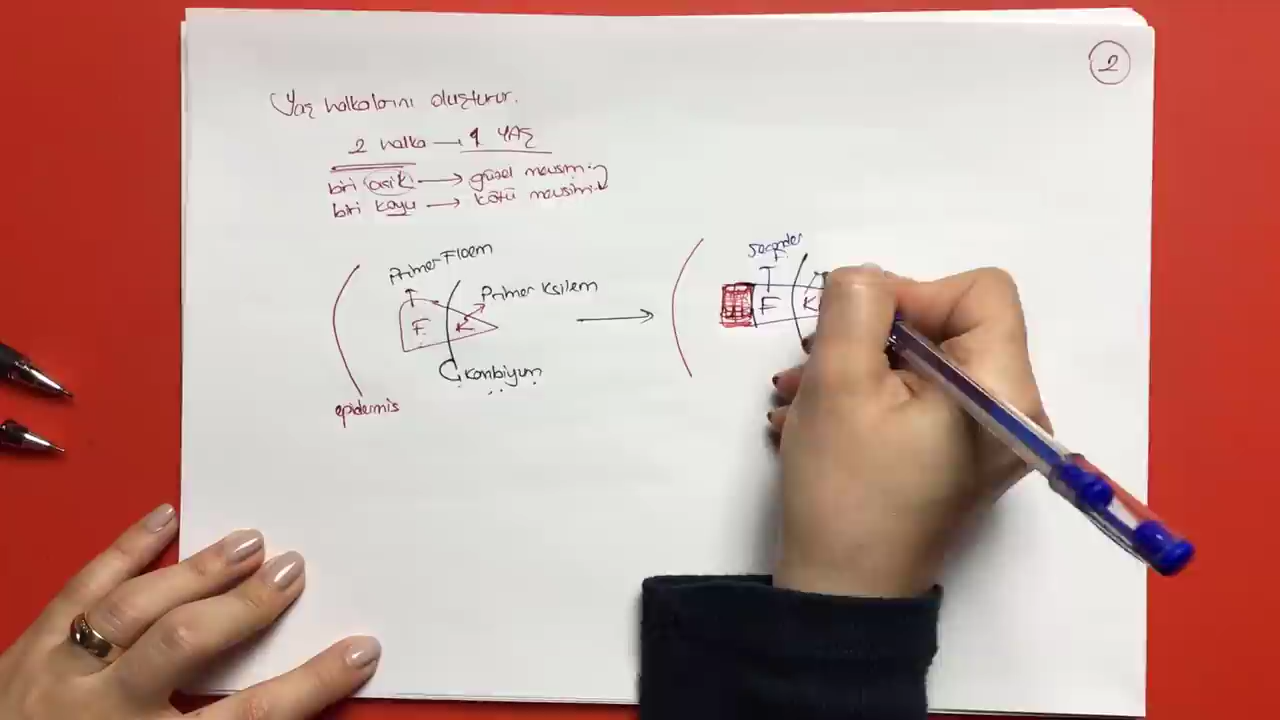 2
Yaş halkalarını oluşturur.
2 halka → 1 YAŞ
biri açık → güzel mevsim
biri koyu → kötü mevsim
Primer Floem
Primer Ksilem
F
K
Kambiyum
epidermis
Seconder
F
K